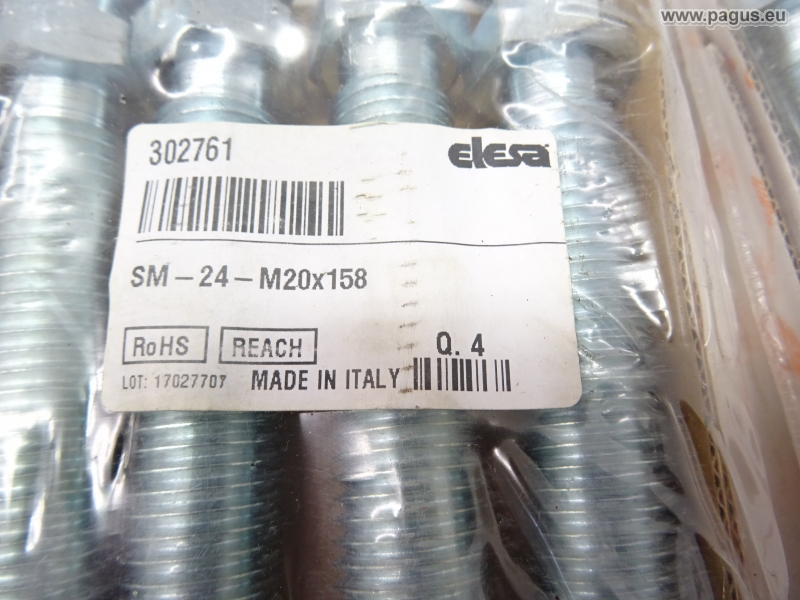 www.pagus.eu
302761
elesa
SM-24-M20x158
RoHS REACH Q. 4
LOT: 17027707 MADE IN ITALY